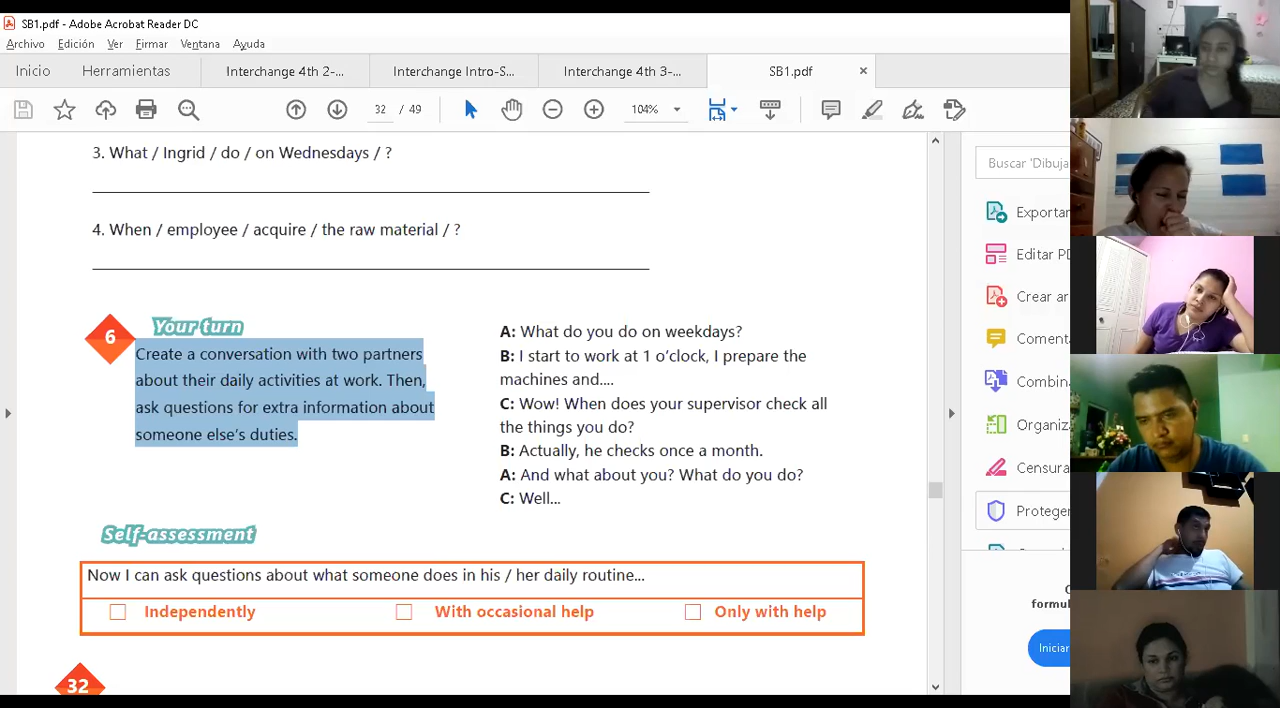 SB1.pdf - Adobe Acrobat Reader DC
Archivo Edición Ver Firmar Ventana Ayuda
Inicio Herramientas Interchange 4th 2-... Interchange Intro-S... Interchange 4th 3-... SB1.pdf
32 / 49 104%
3. What / Ingrid / do / on Wednesdays / ?
4. When / employee / acquire / the raw material / ?
6 Your turn
Create a conversation with two partners
about their daily activities at work. Then,
ask questions for extra information about
someone else's duties.
A: What do you do on weekdays?
B: I start to work at 1 o'clock, I prepare the
machines and....
C: Wow! When does your supervisor check all
the things you do?
B: Actually, he checks once a month.
A: And what about you? What do you do?
C: Well...
Self-assessment
Now I can ask questions about what someone does in his / her daily routine...
Independently With occasional help Only with help
32
Buscar 'Dibuja
Exportar
Editar PD
Crear ar
Coment
Combin
Organiz
Censura
Proteger
formul
Iniciar